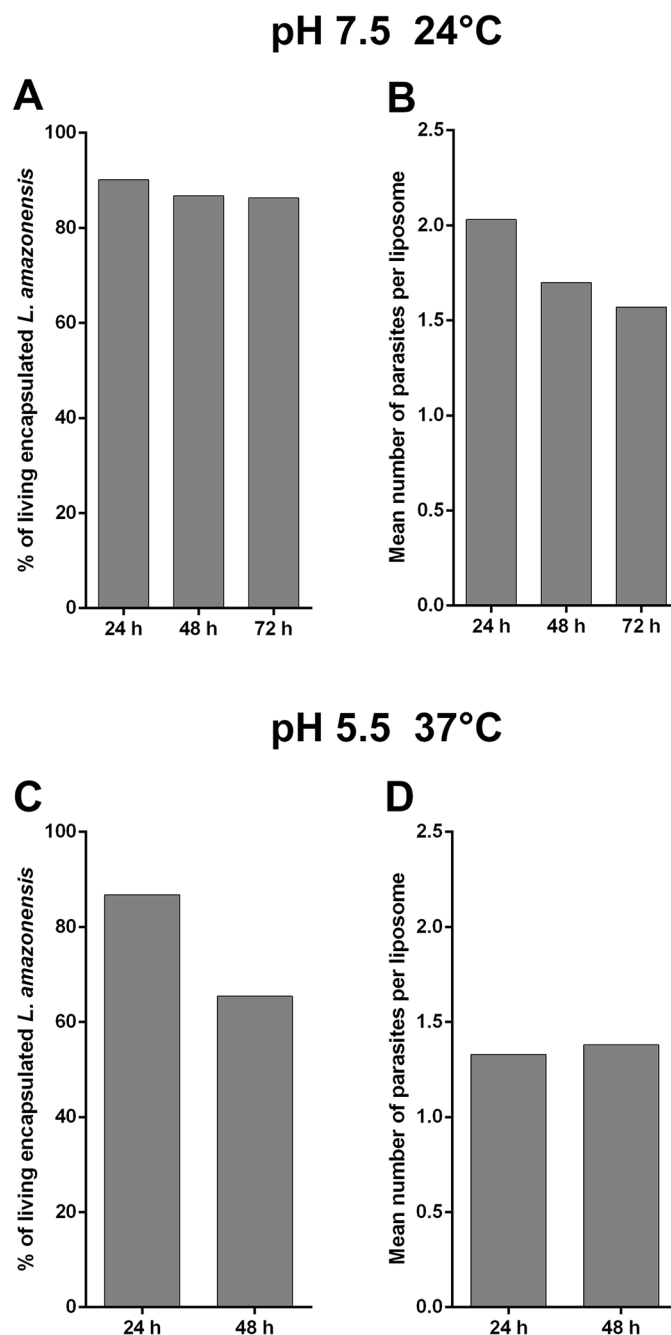 pH 7.5  24°C
A
% of living encapsulated L. amazonensis
100
80
60
40
20
0
24 h 48 h 72 h
B
Mean number of parasites per liposome
2.5
2.0
1.5
1.0
0.5
0.0
24 h 48 h 72 h
pH 5.5  37°C
C
% of living encapsulated L. amazonensis
100
80
60
40
20
0
24 h 48 h
D
Mean number of parasites per liposome
2.5
2.0
1.5
1.0
0.5
0.0
24 h 48 h